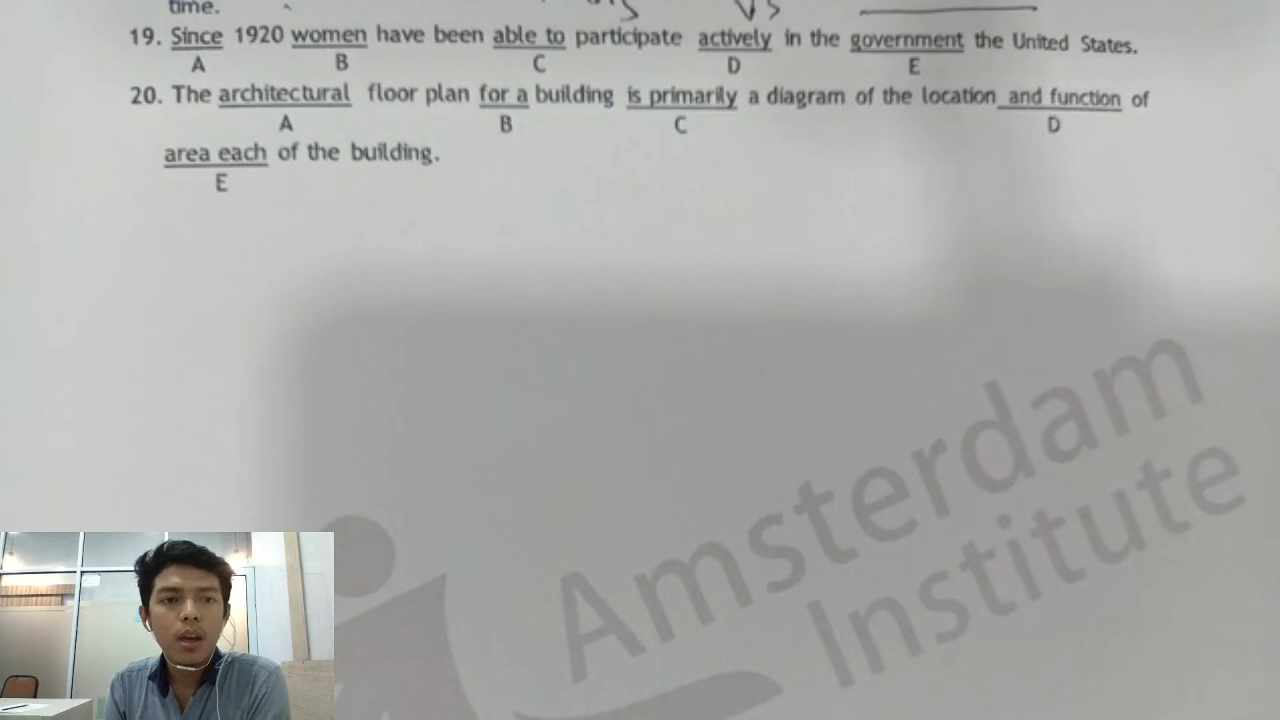 time.
19. Since 1920 women have been able to participate actively in the government the United States.
A B C D E
20. The architectural floor plan for a building is primarily a diagram of the location and function of
A B C D
area each of the building.
E
Amsterdam
Institute